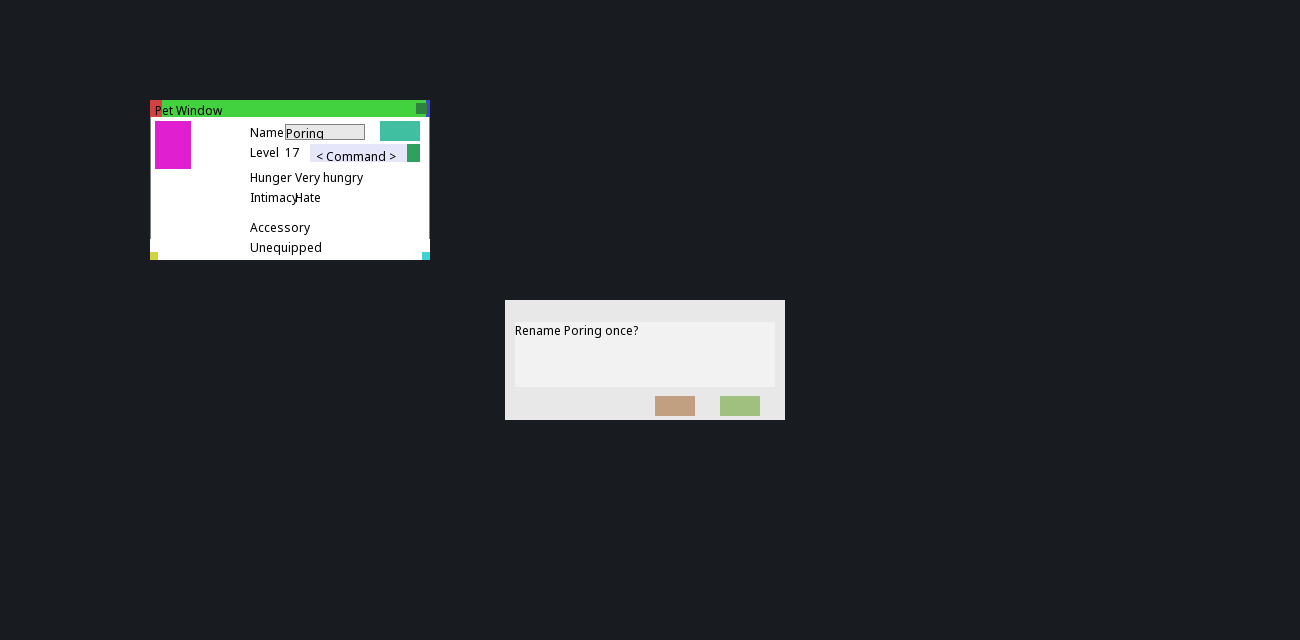 Pet Window
Name Poring
Level 17 < Command >
Hunger Very hungry
Intimacy Hate
Accessory
Unequipped
Rename Poring once?